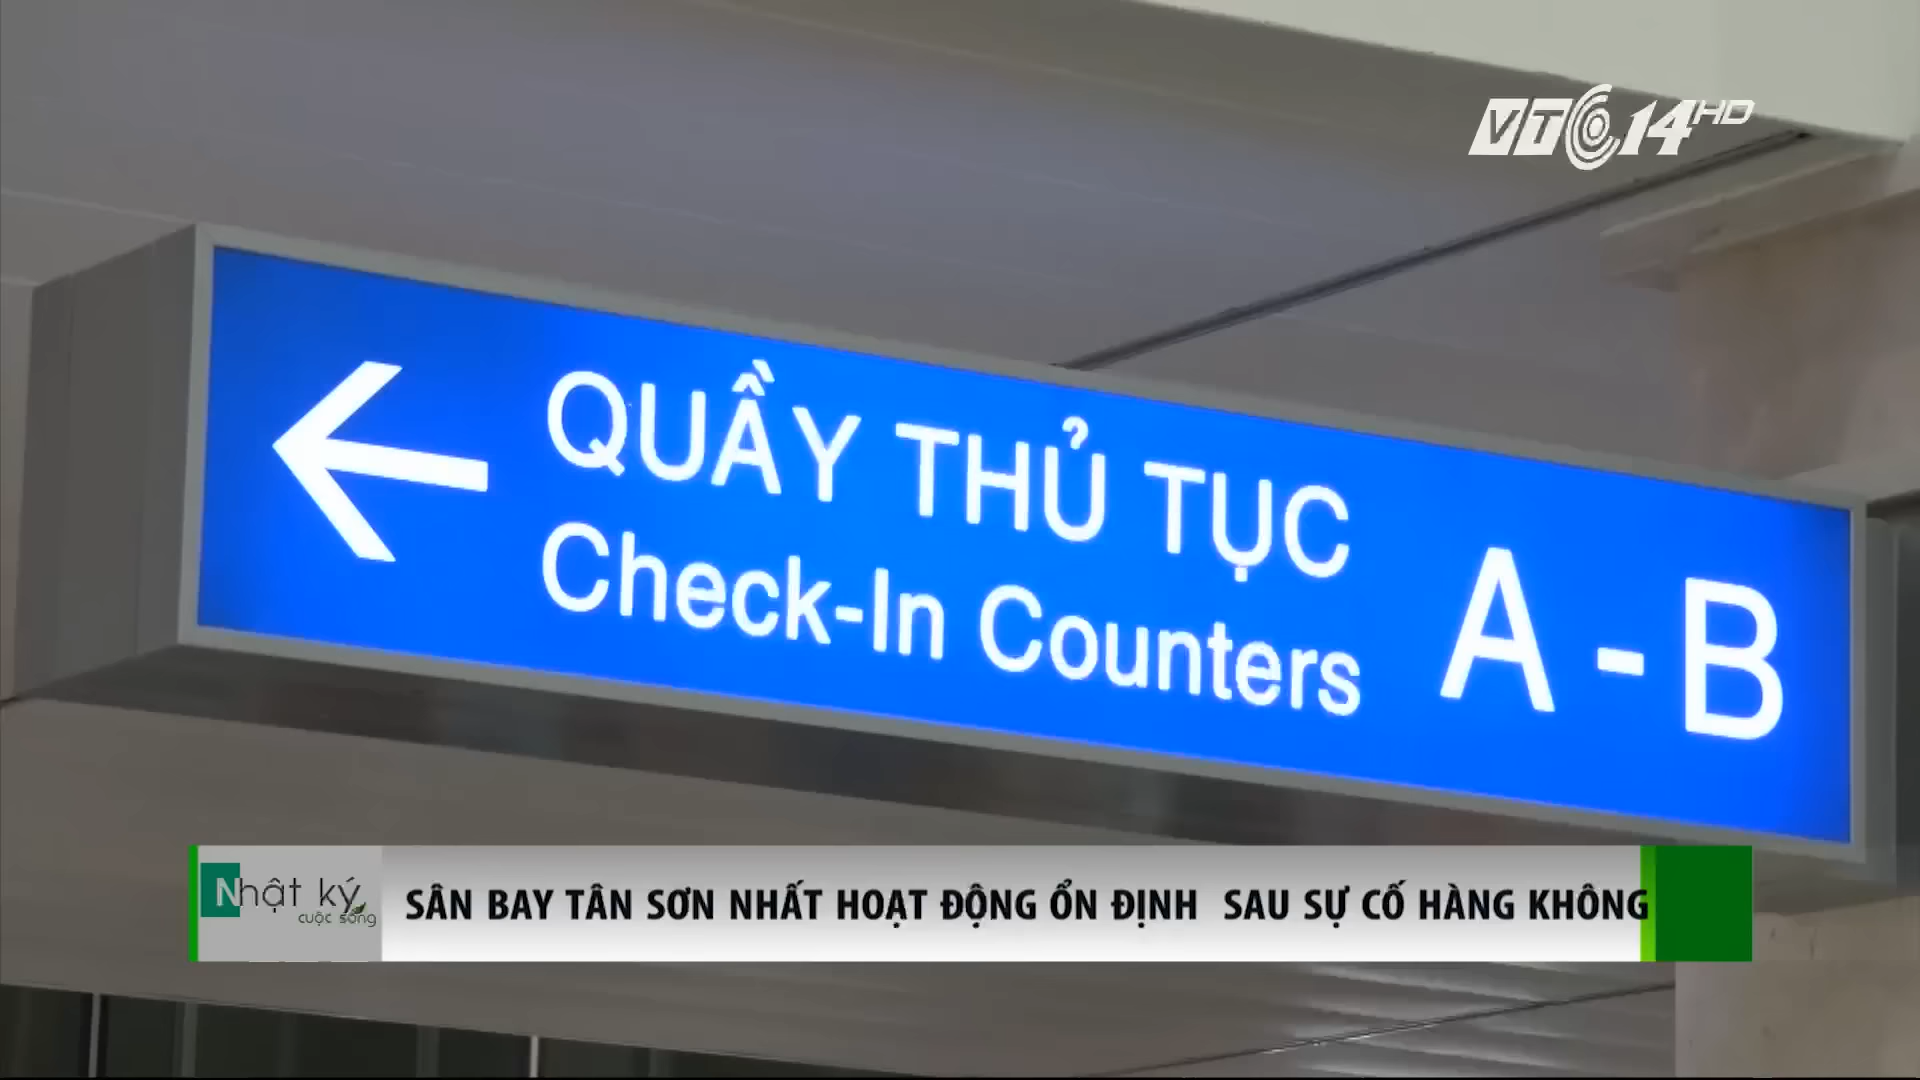 VTC14 HD
QUẦY THỦ TỤC
Check-In Counters
A - B
Nhật ký
cuộc sống
SÂN BAY TÂN SƠN NHẤT HOẠT ĐỘNG ỔN ĐỊNH SAU SỰ CỐ HÀNG KHÔNG